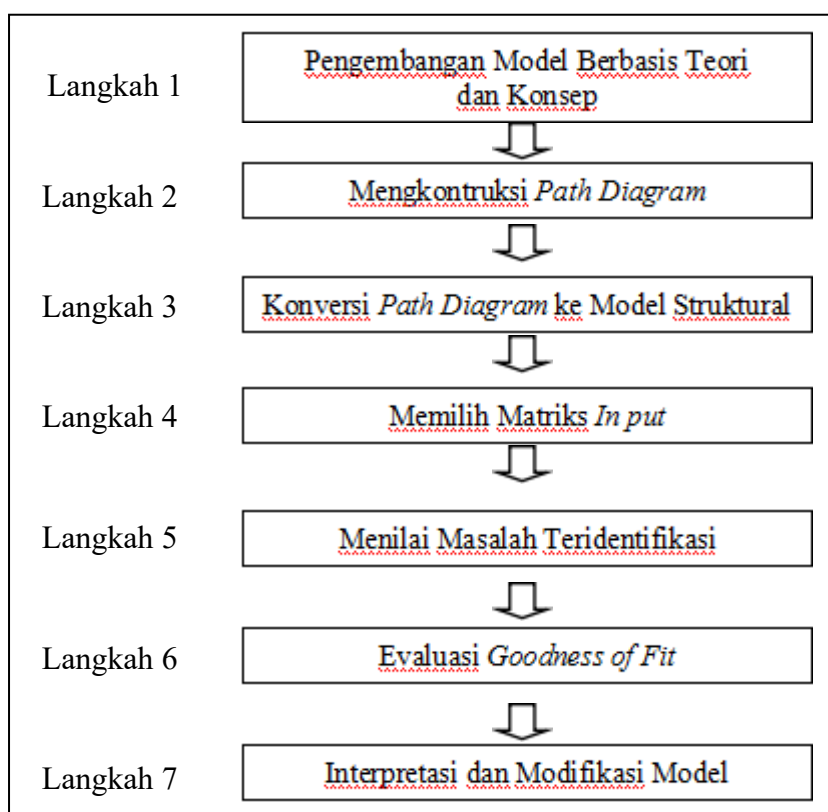 Langkah 1
Pengembangan Model Berbasis Teori
dan Konsep
Langkah 2
Mengkontruksi Path Diagram
Langkah 3
Konversi Path Diagram ke Model Struktural
Langkah 4
Memilih Matriks In put
Langkah 5
Menilai Masalah Teridentifikasi
Langkah 6
Evaluasi Goodness of Fit
Langkah 7
Interpretasi dan Modifikasi Model